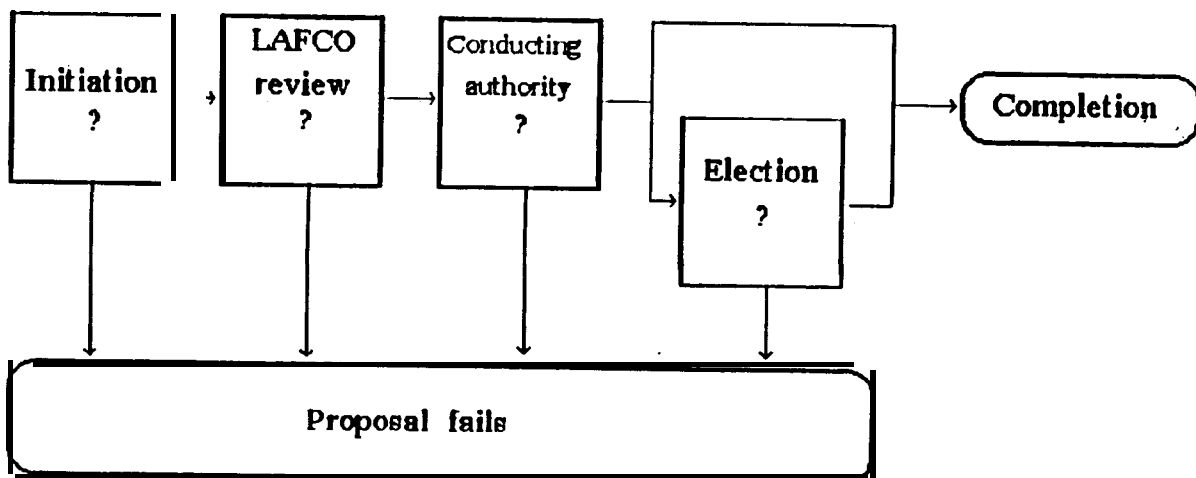 Initiation
?
LAFCO
review
?
Conducting
authority
?
Election
?
Completion
Proposal fails